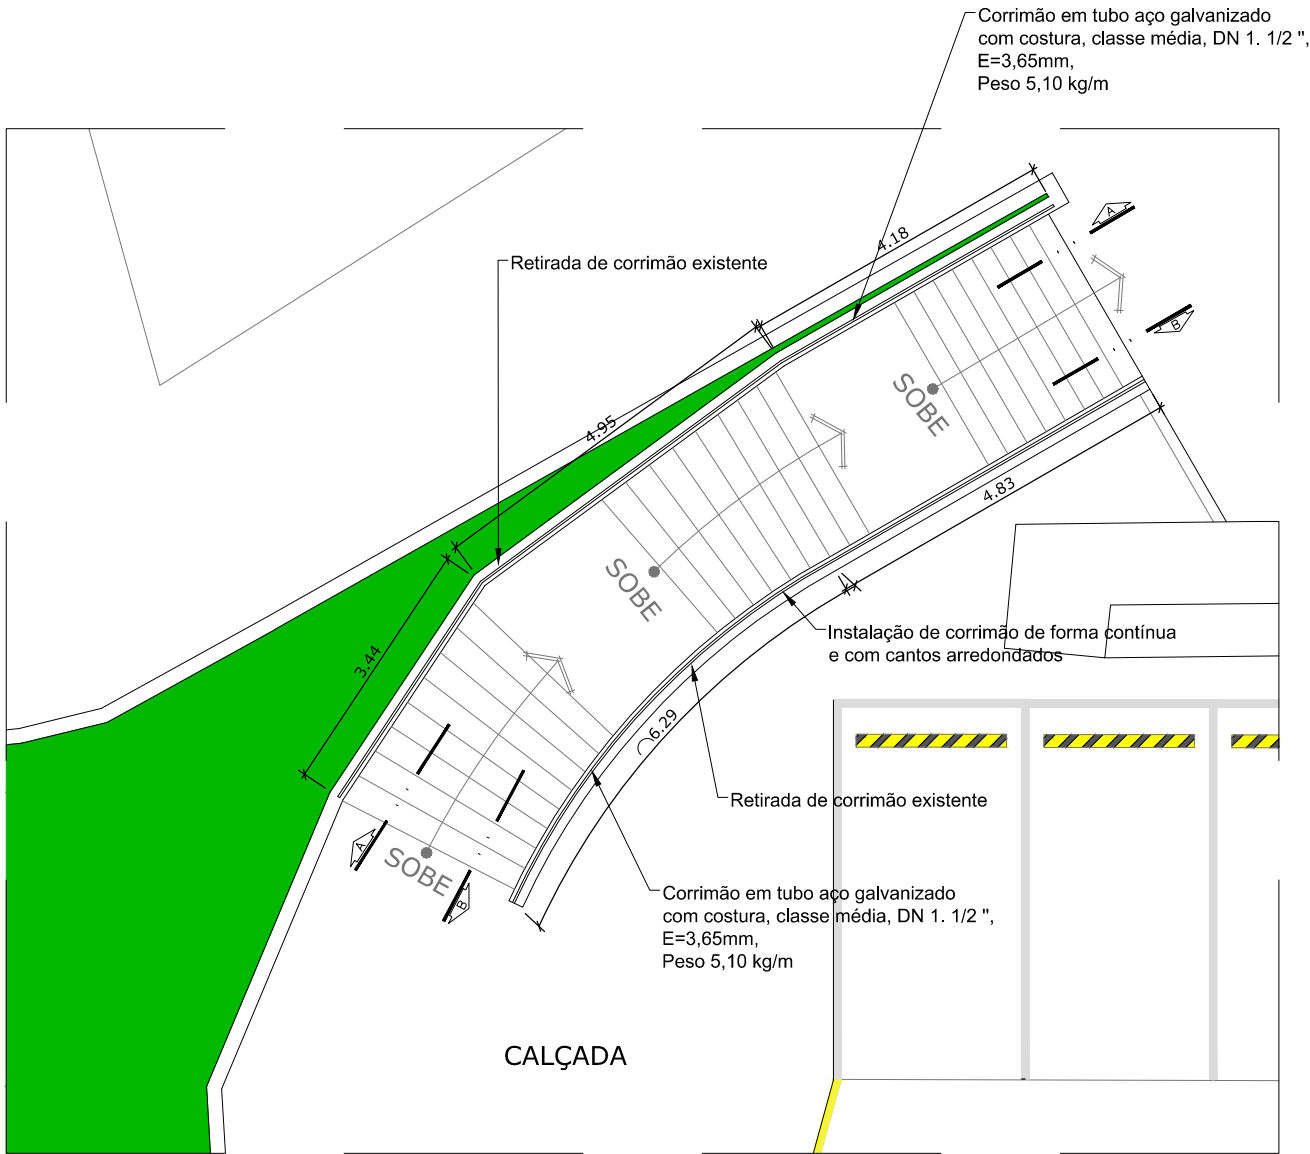 Corrimão em tubo aço galvanizado
com costura, classe média, DN 1. 1/2 ",
E=3,65mm,
Peso 5,10 kg/m
A
4.18
Retirada de corrimão existente
B
SOBE
4.95
4.83
SOBE
Instalação de corrimão de forma contínua
e com cantos arredondados
3.44
6.29
Retirada de corrimão existente
A
SOBE
B
Corrimão em tubo aço galvanizado
com costura, classe média, DN 1. 1/2 ",
E=3,65mm,
Peso 5,10 kg/m
CALÇADA